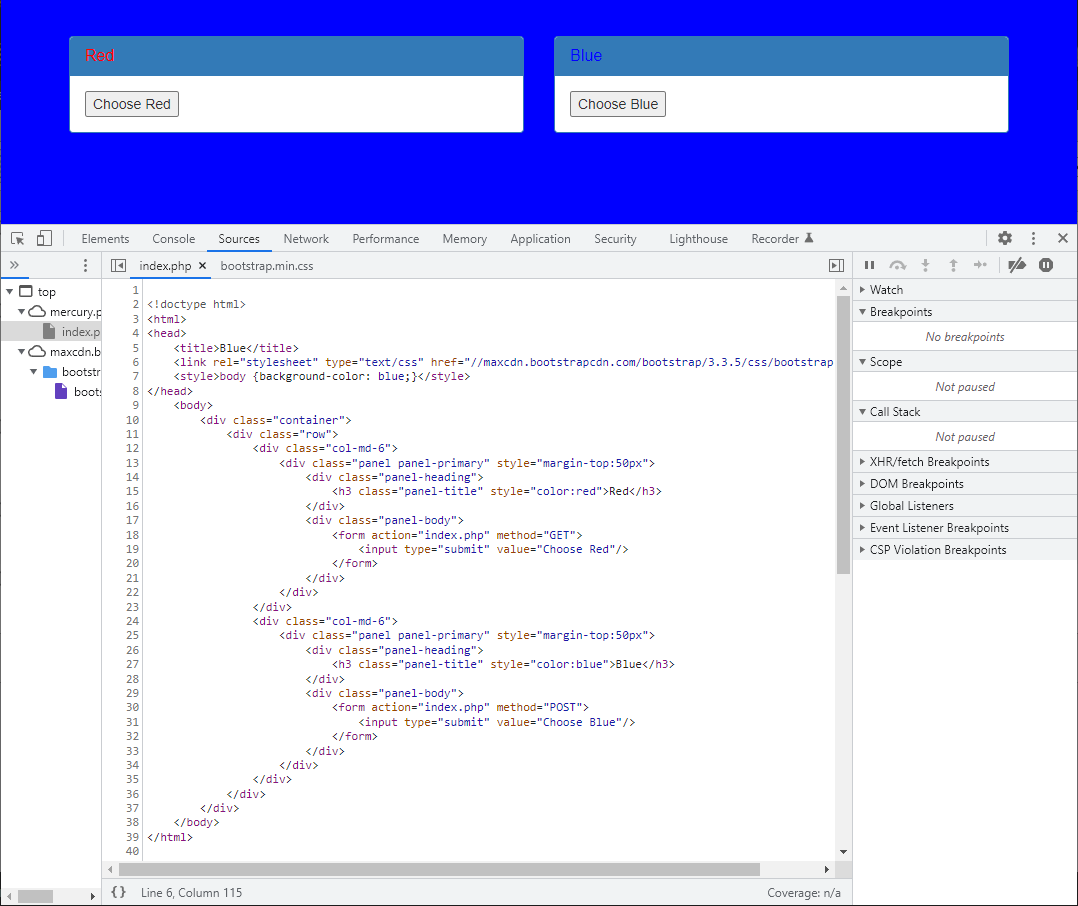 Red
Blue
Choose Red
Choose Blue
Elements Console Sources Network Performance Memory Application Security Lighthouse Recorder
index.php × bootstrap.min.css
top
mercury.p
index.p
maxcdn.b
bootstr
boots
1
2 <!doctype html>
3 <html>
4 <head>
5     <title>Blue</title>
6     <link rel="stylesheet" type="text/css" href="//maxcdn.bootstrapcdn.com/bootstrap/3.3.5/css/bootstrap
7     <style>body {background-color: blue;}</style>
8 </head>
9     <body>
10         <div class="container">
11             <div class="row">
12                 <div class="col-md-6">
13                     <div class="panel panel-primary" style="margin-top:50px">
14                         <div class="panel-heading">
15                             <h3 class="panel-title" style="color:red">Red</h3>
16                         </div>
17                         <div class="panel-body">
18                             <form action="index.php" method="GET">
19                                 <input type="submit" value="Choose Red"/>
20                             </form>
21                         </div>
22                     </div>
23                 </div>
24                 <div class="col-md-6">
25                     <div class="panel panel-primary" style="margin-top:50px">
26                         <div class="panel-heading">
27                             <h3 class="panel-title" style="color:blue">Blue</h3>
28                         </div>
29                         <div class="panel-body">
30                             <form action="index.php" method="POST">
31                                 <input type="submit" value="Choose Blue"/>
32                             </form>
33                         </div>
34                     </div>
35                 </div>
36             </div>
37         </div>
38     </body>
39 </html>
40
Watch
Breakpoints
No breakpoints
Scope
Not paused
Call Stack
Not paused
XHR/fetch Breakpoints
DOM Breakpoints
Global Listeners
Event Listener Breakpoints
CSP Violation Breakpoints
{} Line 6, Column 115
Coverage: n/a